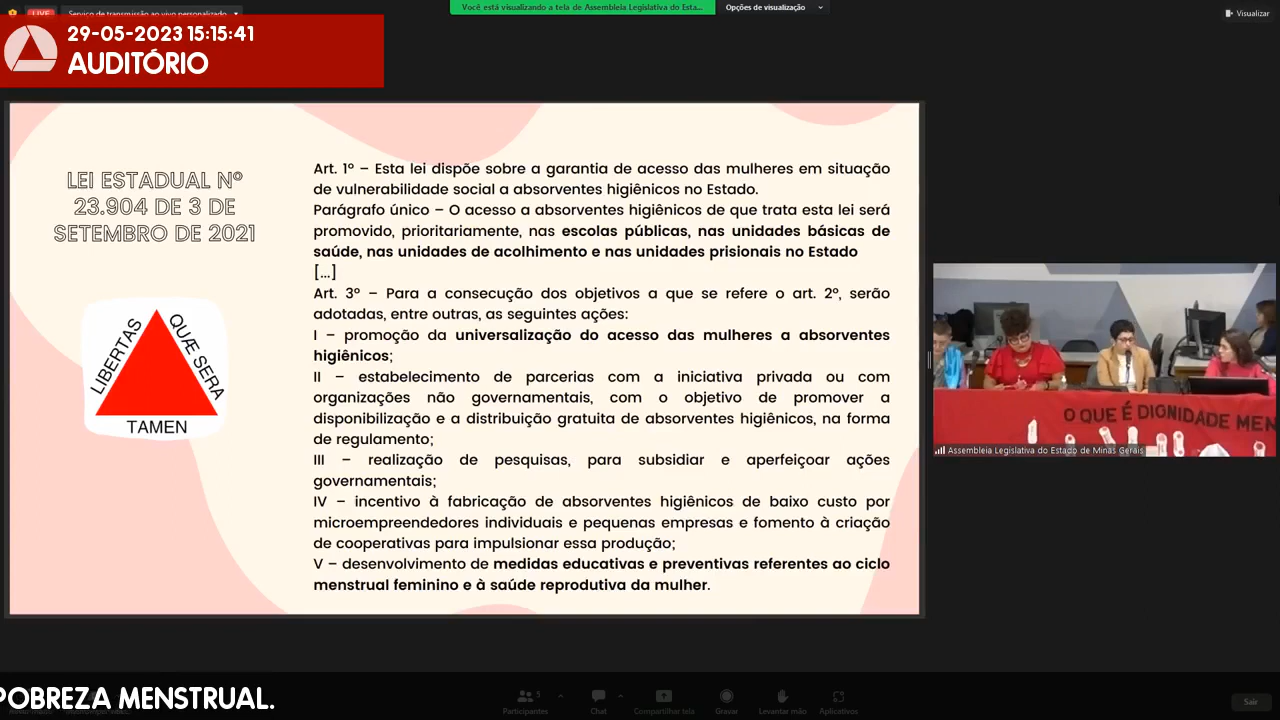 LIVE
Serviço de transmissão ao vivo personalizado
Você está visualizando a tela de Assembleia Legislativa do Esta...
Opções de visualização
Visualizar
29-05-2023 15:15:41
AUDITÓRIO
LEI ESTADUAL Nº
23.904 DE 3 DE
SETEMBRO DE 2021
LIBERTAS
QUÆ SERA
TAMEN
Art. 1º – Esta lei dispõe sobre a garantia de acesso das mulheres em situação
de vulnerabilidade social a absorventes higiênicos no Estado.
Parágrafo único – O acesso a absorventes higiênicos de que trata esta lei será
promovido, prioritariamente, nas escolas públicas, nas unidades básicas de
saúde, nas unidades de acolhimento e nas unidades prisionais no Estado
[...]
Art. 3º – Para a consecução dos objetivos a que se refere o art. 2º, serão
adotadas, entre outras, as seguintes ações:
I – promoção da universalização do acesso das mulheres a absorventes
higiênicos;
II – estabelecimento de parcerias com a iniciativa privada ou com
organizações não governamentais, com o objetivo de promover a
disponibilização e a distribuição gratuita de absorventes higiênicos, na forma
de regulamento;
III – realização de pesquisas, para subsidiar e aperfeiçoar ações
governamentais;
IV – incentivo à fabricação de absorventes higiênicos de baixo custo por
microempreendedores individuais e pequenas empresas e fomento à criação
de cooperativas para impulsionar essa produção;
V – desenvolvimento de medidas educativas e preventivas referentes ao ciclo
menstrual feminino e à saúde reprodutiva da mulher.
O QUE É DIGNIDADE MEN
Assembleia Legislativa do Estado de Minas Gerais
POBREZA MENSTRUAL.
5
Participantes
Chat
Compartilhar tela
Gravar
Levantar mão
Aplicativos
Sair